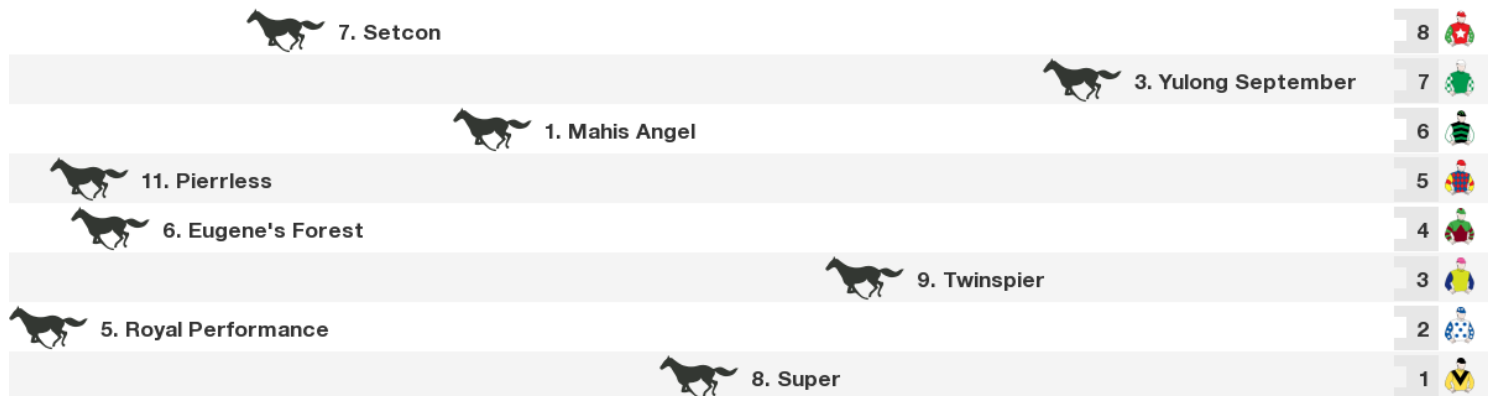 7. Setcon 8
3. Yulong September 7
1. Mahis Angel 6
11. Pierrless 5
6. Eugene's Forest 4
9. Twinspier 3
5. Royal Performance 2
8. Super 1